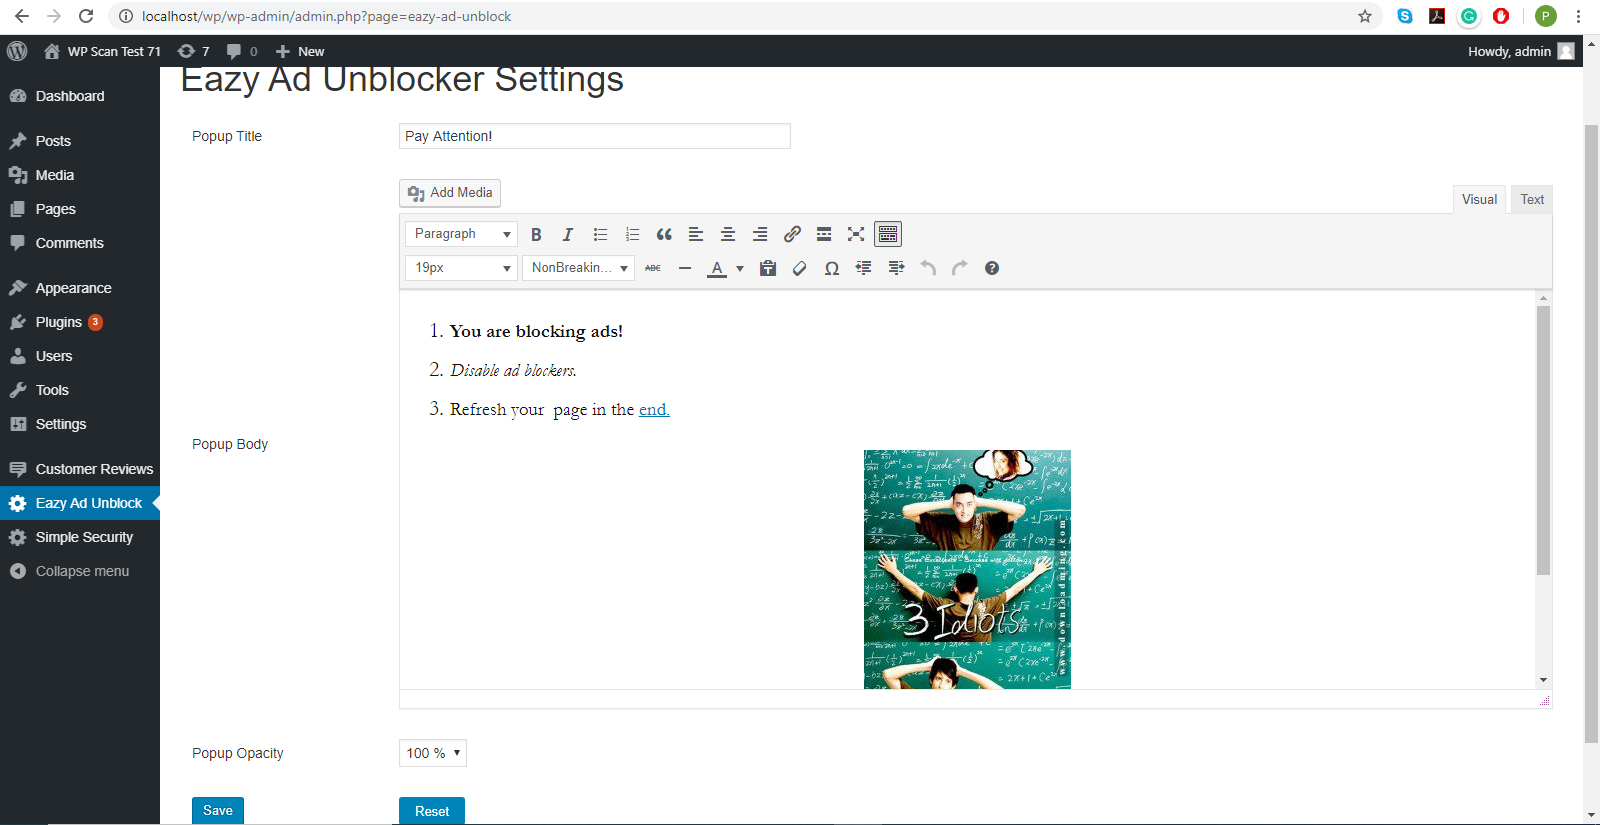 localhost/wp/wp-admin/admin.php?page=eazy-ad-unblock
P
WP Scan Test 71 7 0 New Howdy, admin
Dashboard
Posts
Media
Pages
Comments
Appearance
Plugins 3
Users
Tools
Settings
Customer Reviews
Eazy Ad Unblock
Simple Security
Collapse menu
Eazy Ad Unblocker Settings
Popup Title Pay Attention!
Add Media Visual Text
Paragraph B I
19px NonBreakin... ABC A Ω
Popup Body
1. You are blocking ads!
2. Disable ad blockers.
3. Refresh your  page in the end.
3 Idiots
www.downloadming.com
Popup Opacity 100 %
Save Reset